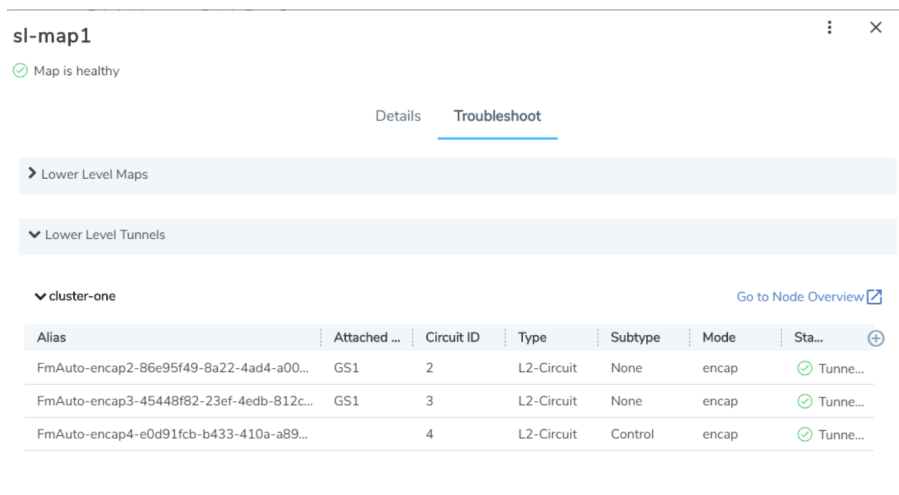 sl-map1
Map is healthy
Details Troubleshoot
Lower Level Maps
Lower Level Tunnels
cluster-one Go to Node Overview
Alias Attached ... Circuit ID Type Subtype Mode Sta...
FmAuto-encap2-86e95f49-8a22-4ad4-a00... GS1 2 L2-Circuit None encap Tunne...
FmAuto-encap3-45448f82-23ef-4edb-812c... GS1 3 L2-Circuit None encap Tunne...
FmAuto-encap4-e0d91fcb-b433-410a-a89... 4 L2-Circuit Control encap Tunne...